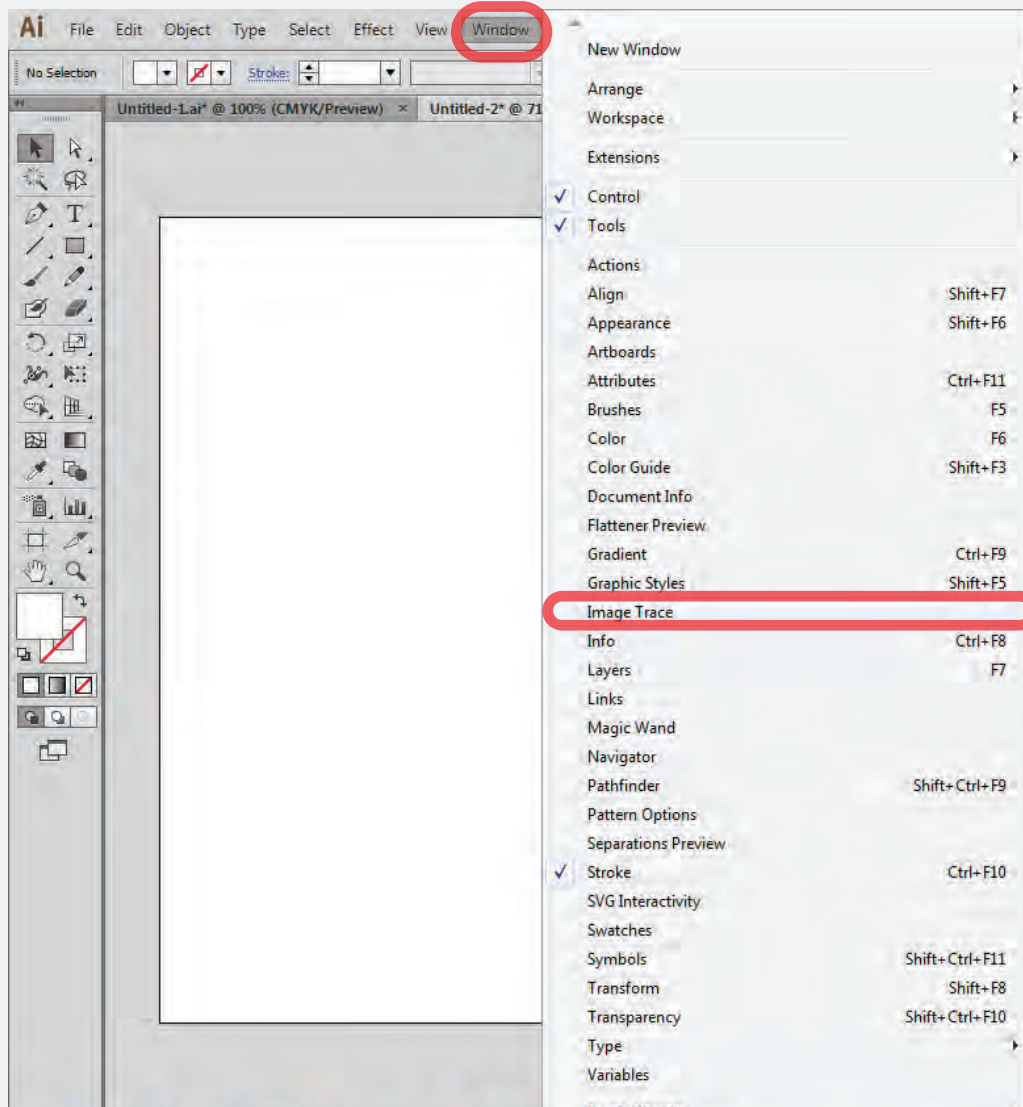 Ai File Edit Object Type Select Effect View Window
No Selection Stroke:
Untitled-1.ai* @ 100% (CMYK/Preview) × Untitled-2* @ 71
T
New Window
Arrange
Workspace
Extensions
Control
Tools
Actions
Align Shift+F7
Appearance Shift+F6
Artboards
Attributes Ctrl+F11
Brushes F5
Color F6
Color Guide Shift+F3
Document Info
Flattener Preview
Gradient Ctrl+F9
Graphic Styles Shift+F5
Image Trace
Info Ctrl+F8
Layers F7
Links
Magic Wand
Navigator
Pathfinder Shift+Ctrl+F9
Pattern Options
Separations Preview
Stroke Ctrl+F10
SVG Interactivity
Swatches
Symbols Shift+Ctrl+F11
Transform Shift+F8
Transparency Shift+Ctrl+F10
Type
Variables